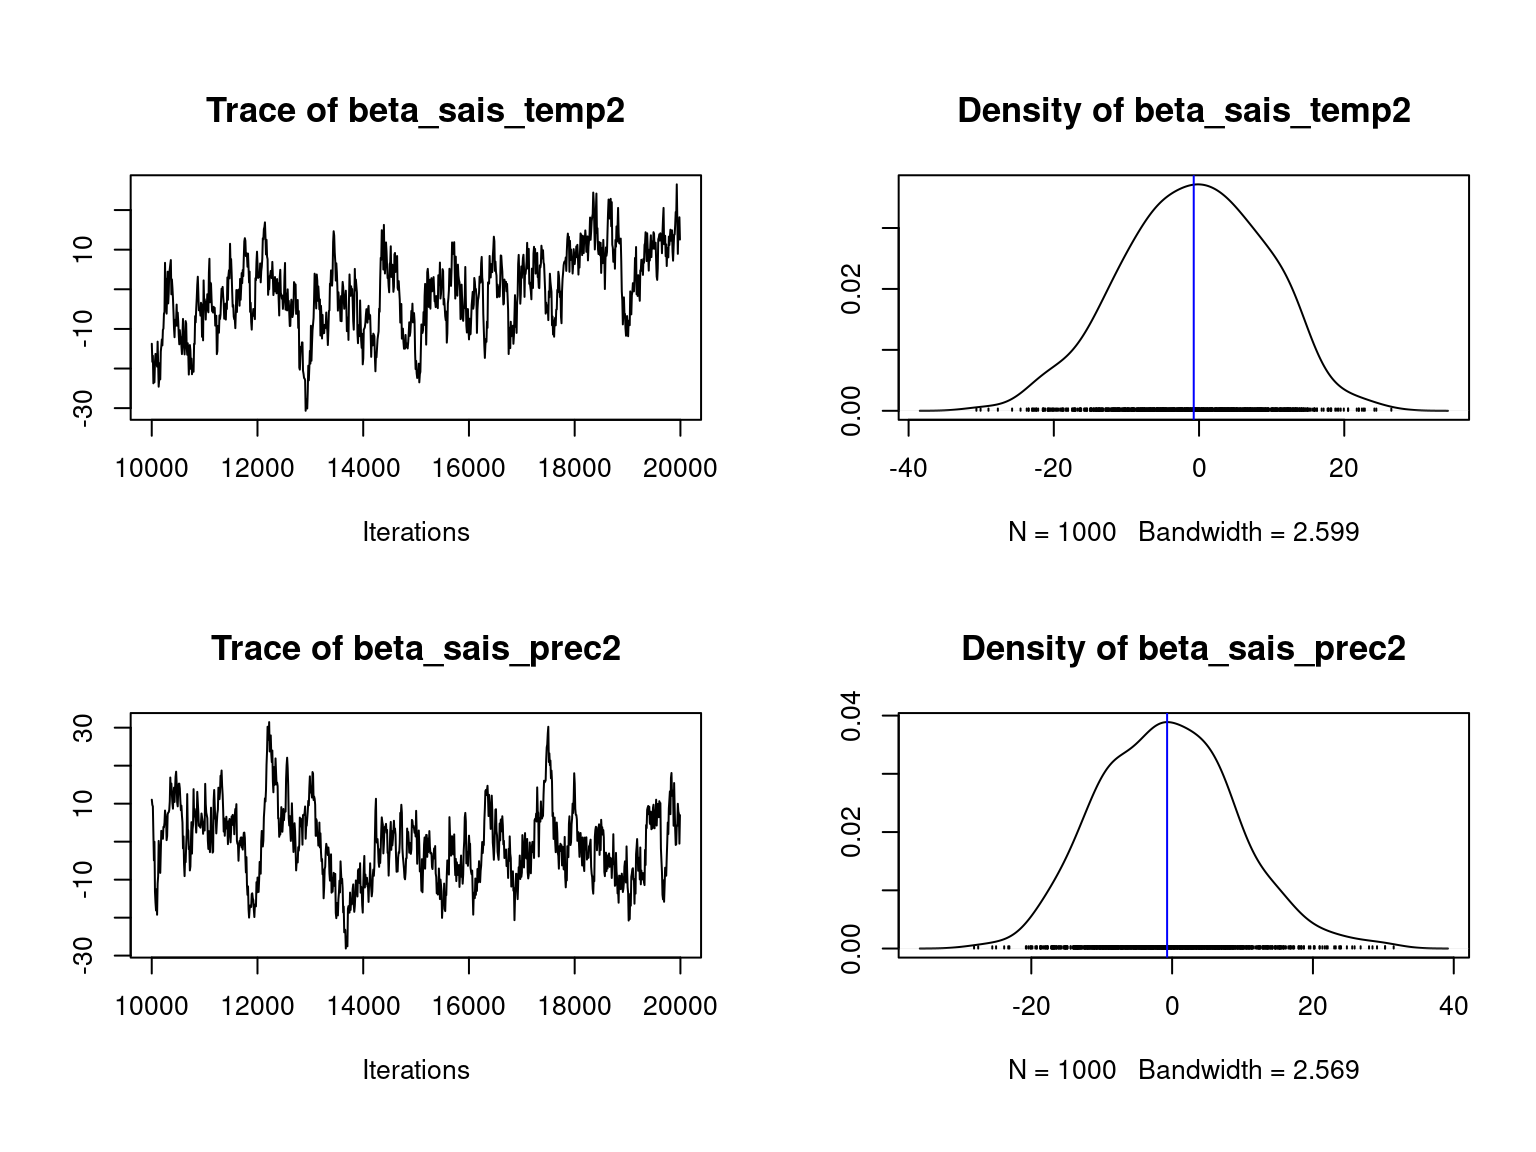 Trace of beta_sais_temp2
10
-10
-30
10000 12000 14000 16000 18000 20000
Iterations
Density of beta_sais_temp2
0.02
0.00
-40 -20 0 20
N = 1000 Bandwidth = 2.599
Trace of beta_sais_prec2
30
10
-10
-30
10000 12000 14000 16000 18000 20000
Iterations
Density of beta_sais_prec2
0.04
0.02
0.00
-20 0 20 40
N = 1000 Bandwidth = 2.569